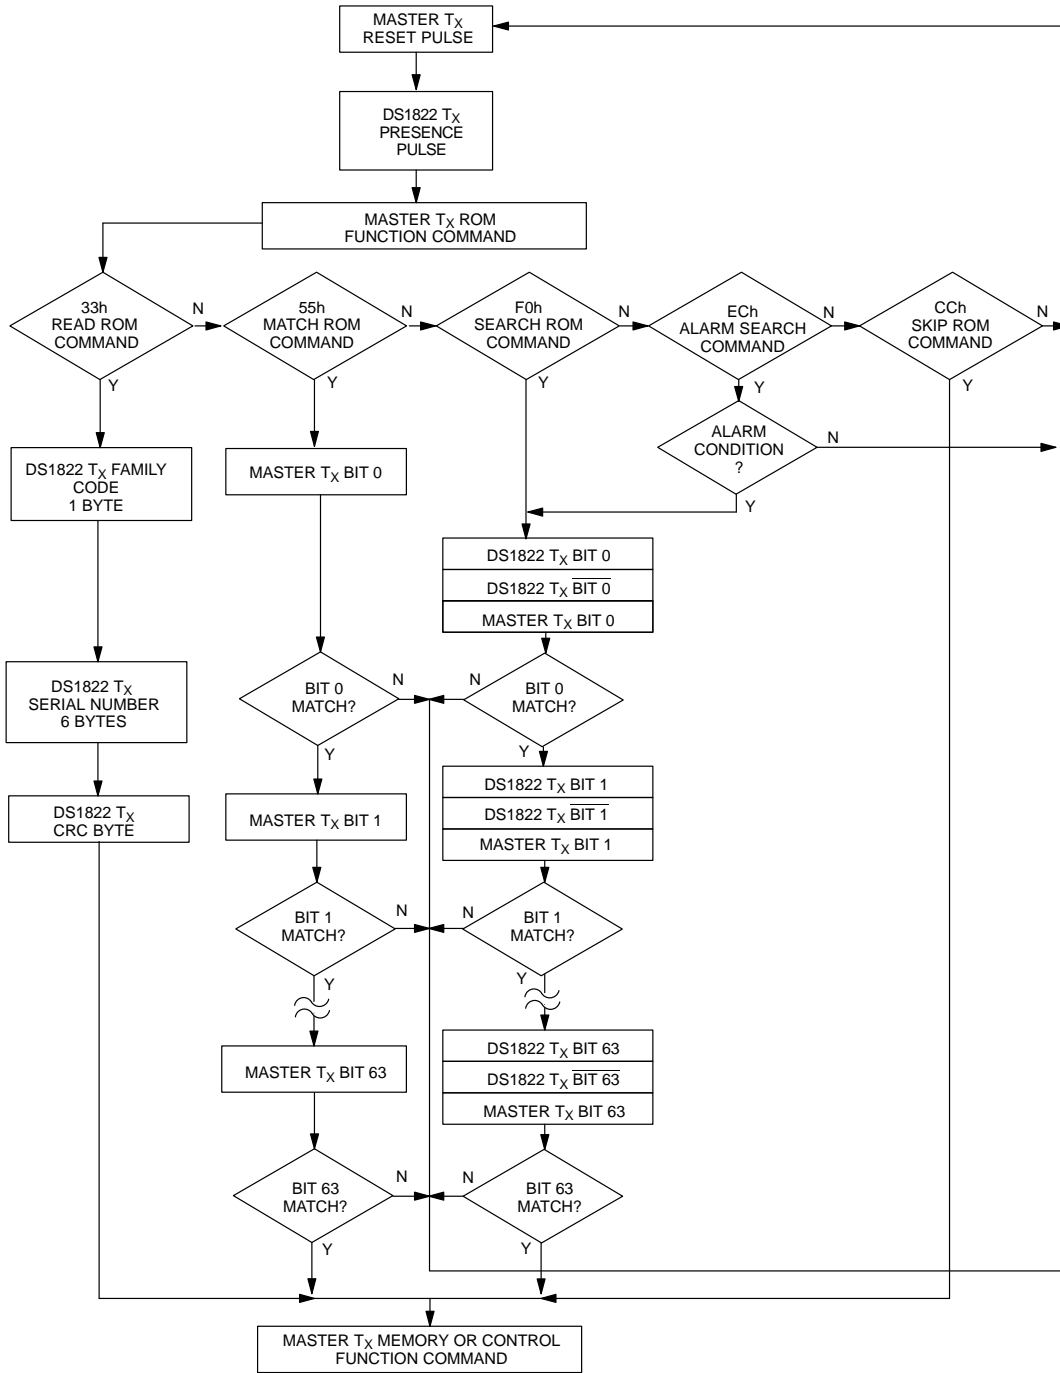 MASTER TX
RESET PULSE
DS1822 TX
PRESENCE
PULSE
MASTER TX ROM
FUNCTION COMMAND
33h
READ ROM
COMMAND
N
Y
55h
MATCH ROM
COMMAND
N
Y
F0h
SEARCH ROM
COMMAND
N
Y
ECh
ALARM SEARCH
COMMAND
N
Y
CCh
SKIP ROM
COMMAND
N
Y
ALARM
CONDITION
?
N
Y
DS1822 TX FAMILY
CODE
1 BYTE
MASTER TX BIT 0
DS1822 TX BIT 0
DS1822 TX BIT 0
MASTER TX BIT 0
DS1822 TX
SERIAL NUMBER
6 BYTES
BIT 0
MATCH?
N
Y
BIT 0
MATCH?
N
Y
DS1822 TX
CRC BYTE
MASTER TX BIT 1
DS1822 TX BIT 1
DS1822 TX BIT 1
MASTER TX BIT 1
BIT 1
MATCH?
N
Y
BIT 1
MATCH?
N
Y
MASTER TX BIT 63
DS1822 TX BIT 63
DS1822 TX BIT 63
MASTER TX BIT 63
BIT 63
MATCH?
N
Y
BIT 63
MATCH?
N
Y
MASTER TX MEMORY OR CONTROL
FUNCTION COMMAND